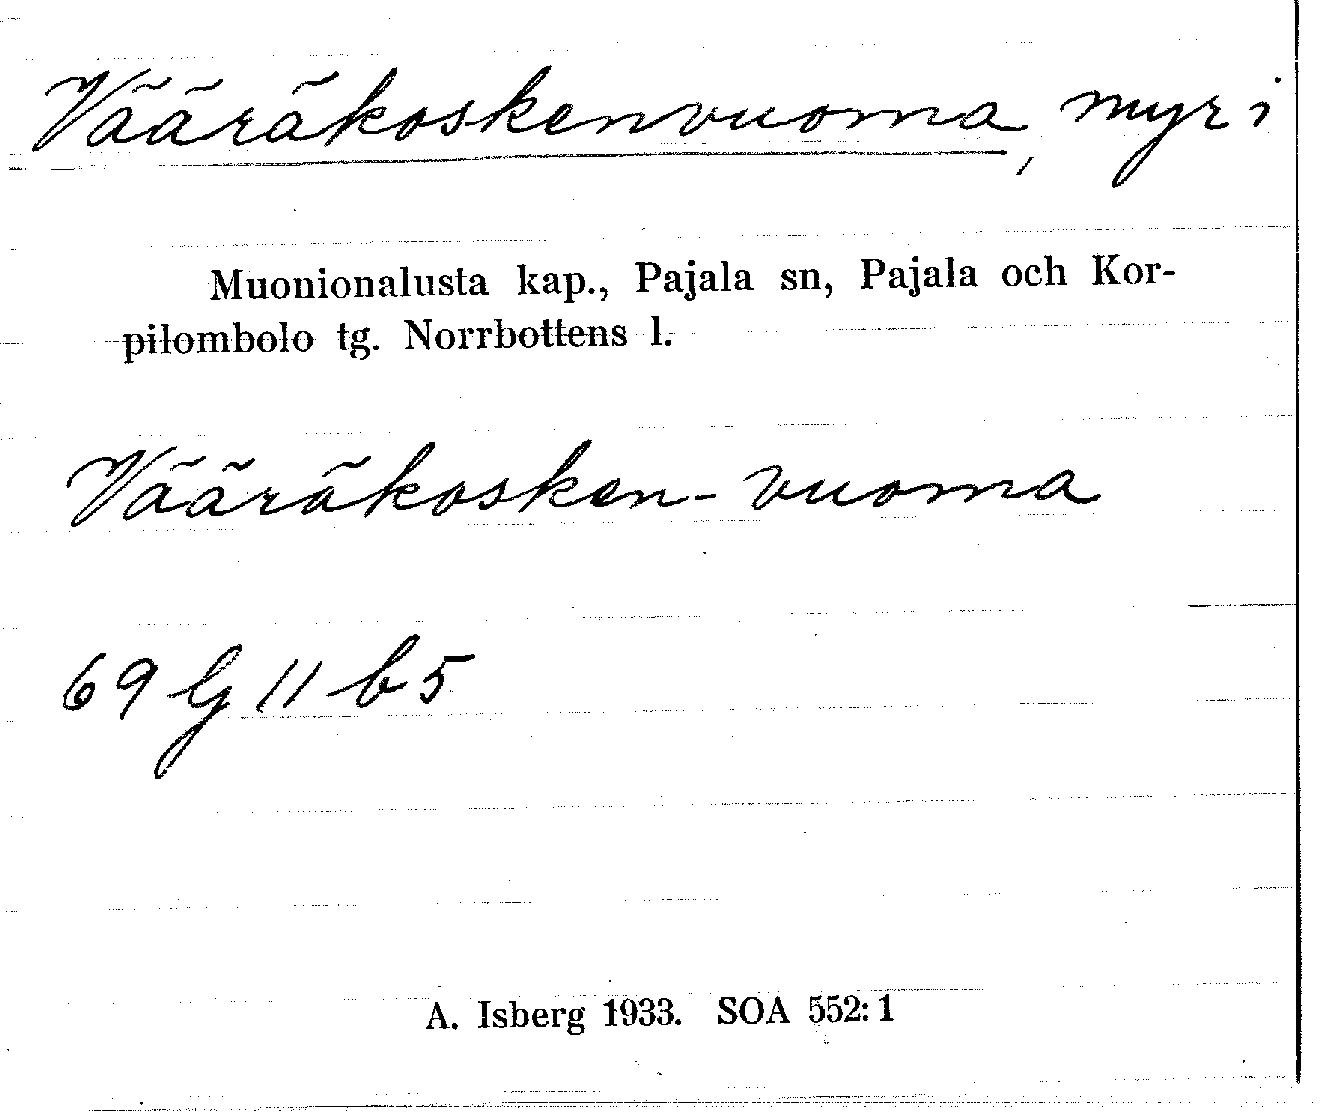 Vääräkoskenvuoma, myr i
Muonionalusta kap., Pajala sn, Pajala och Kor-
pilombolo tg. Norrbottens l.
Vääräkosken-vuoma
69 G 11 b 5
A. Isberg 1933. SOA 552:1